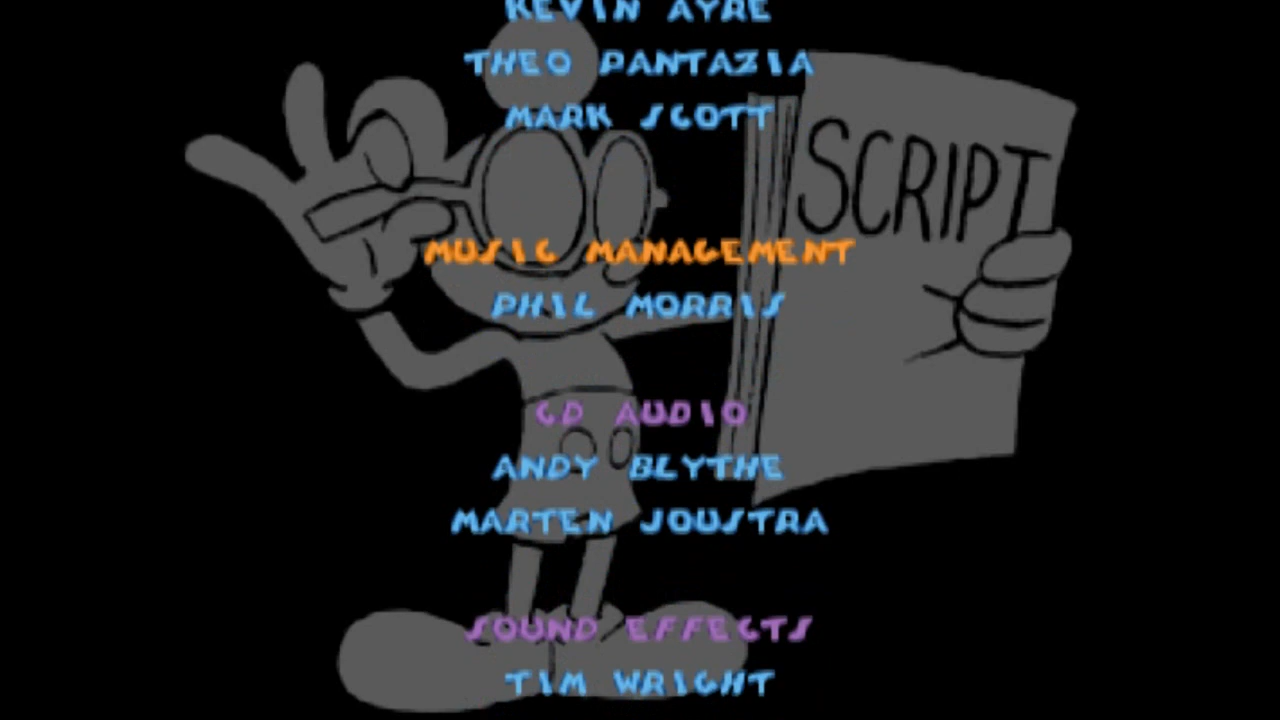 KEVIN AYRE
THEO PANTAZIA
MARK SCOTT
SCRIPT
MUSIC MANAGEMENT
PHIL MORRIS
CD AUDIO
ANDY BLYTHE
MARTEN JOUSTRA
SOUND EFFECTS
TIM WRIGHT